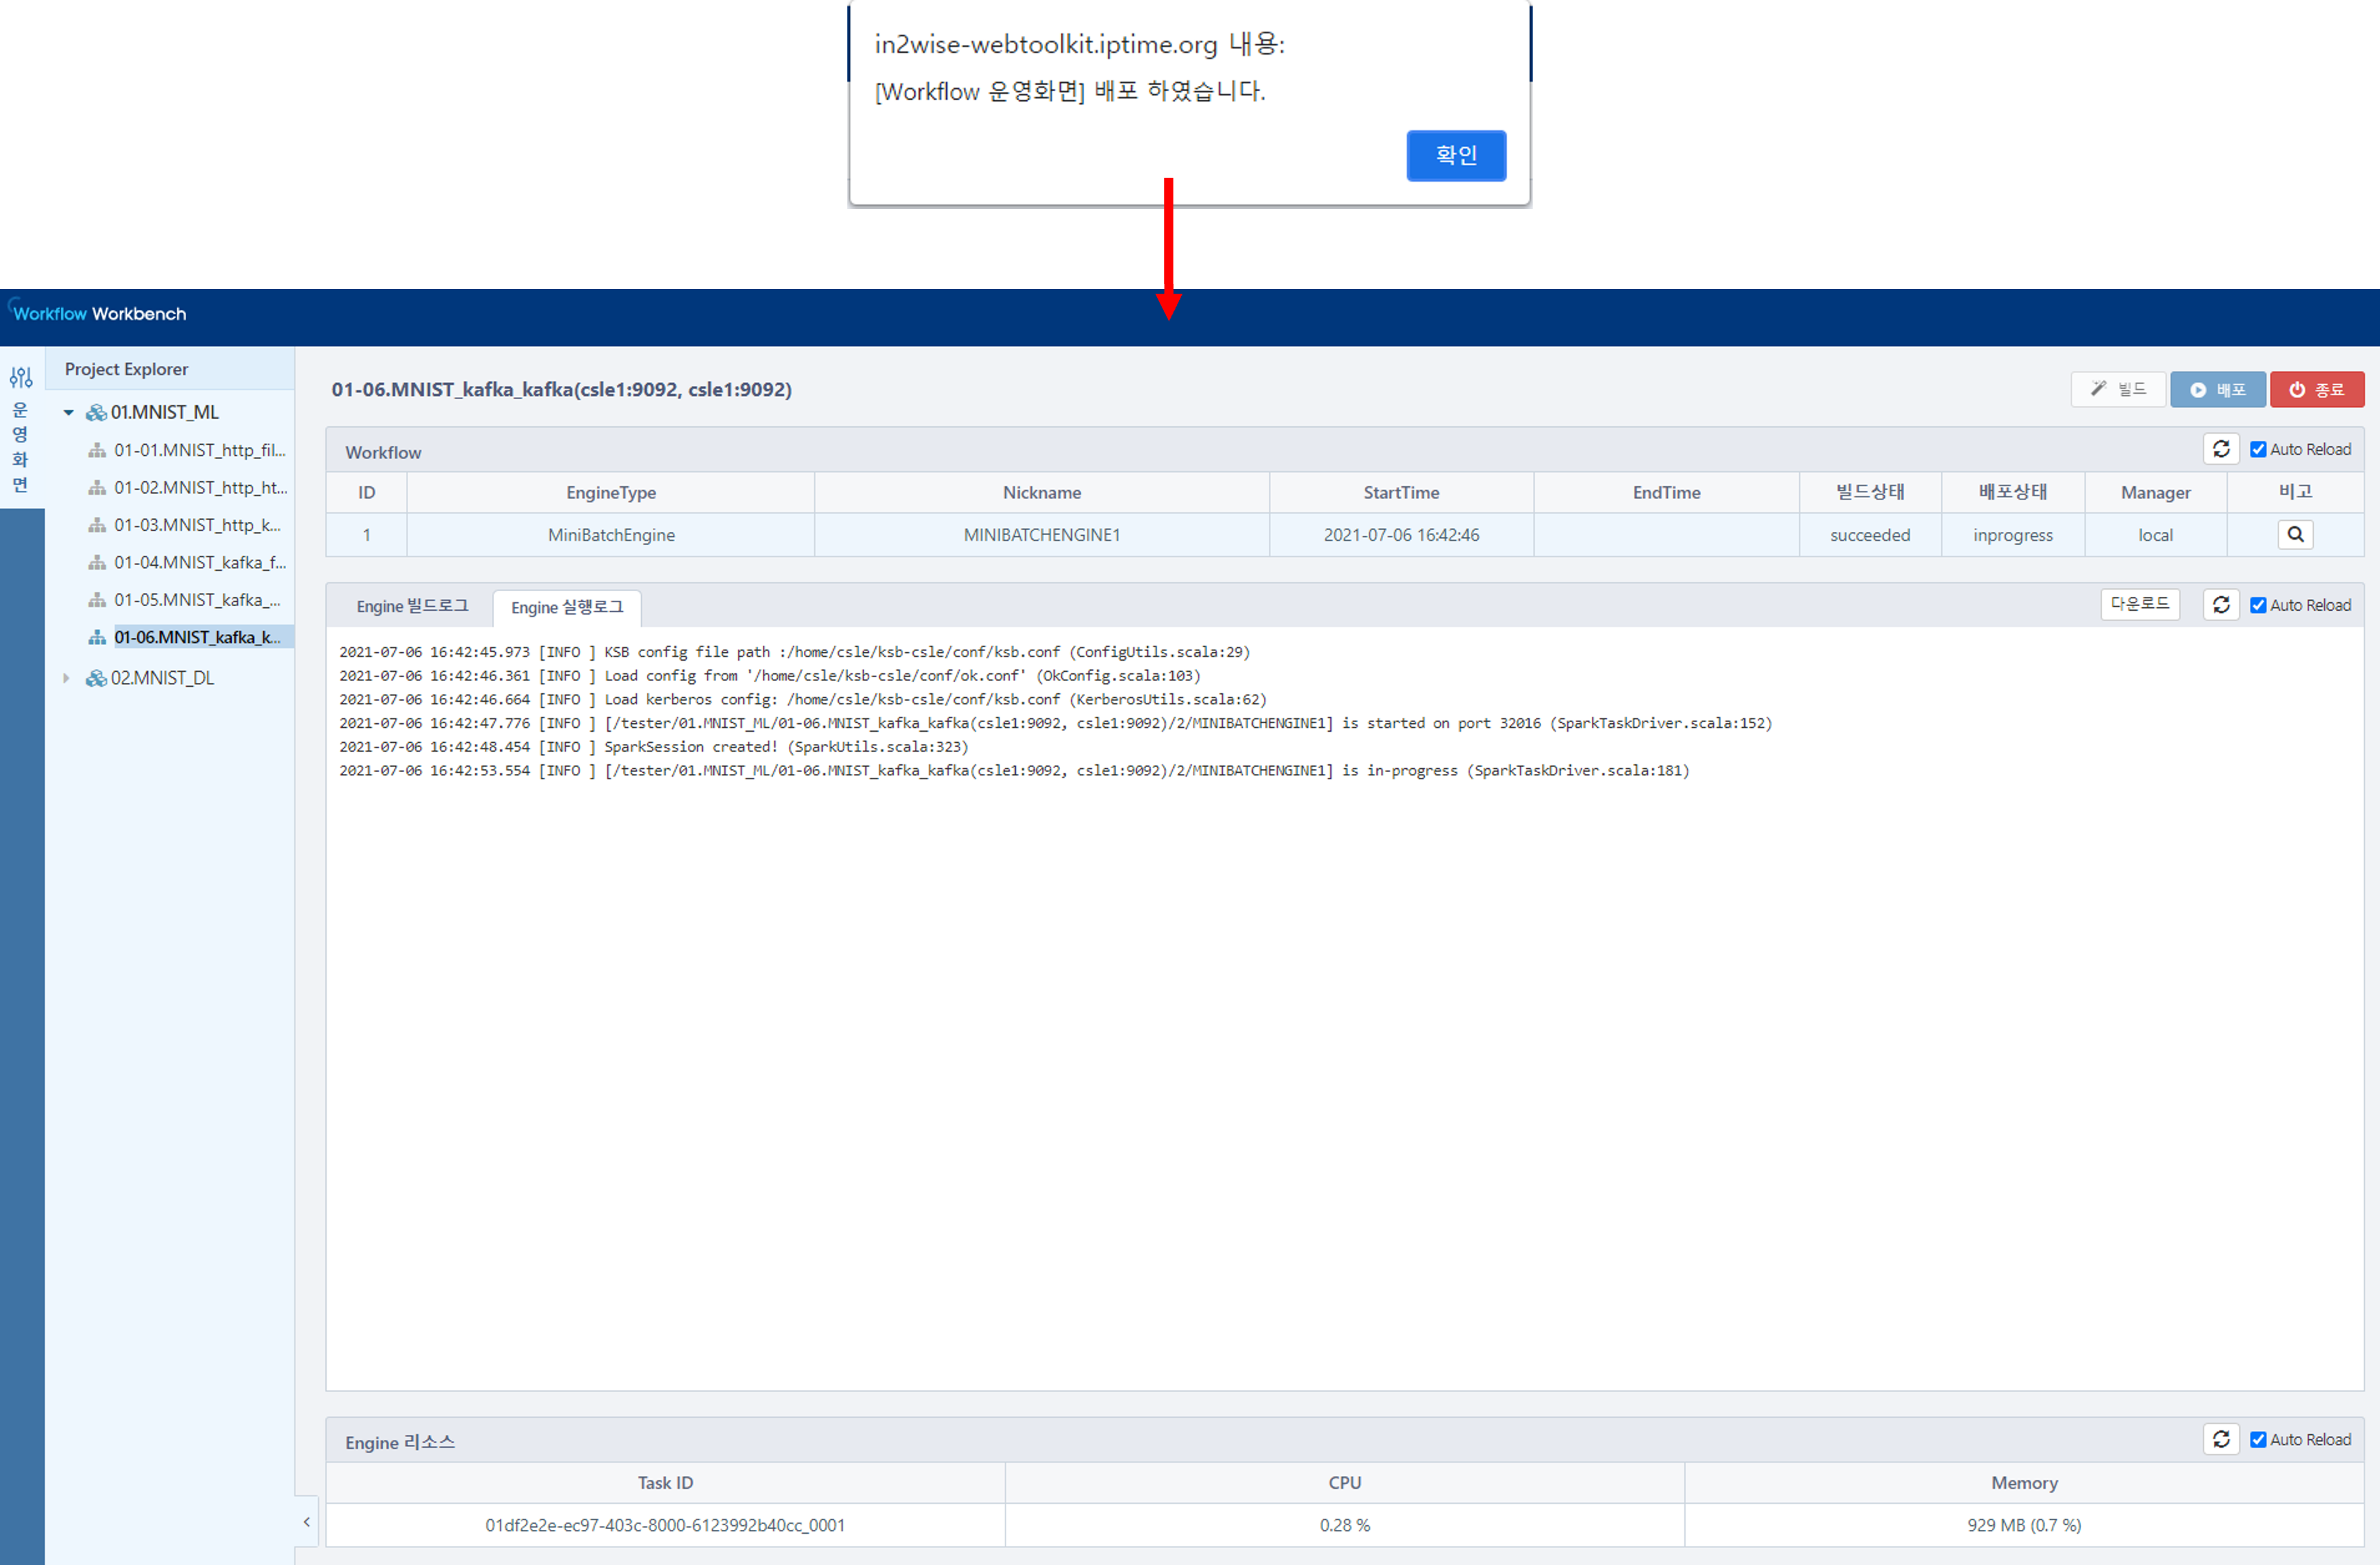 in2wise-webtoolkit.iptime.org 내용:
[Workflow 운영화면] 배포 하였습니다.
확인
Workflow Workbench
운영화면
Project Explorer
01.MNIST_ML
01-01.MNIST_http_fil...
01-02.MNIST_http_ht...
01-03.MNIST_http_k...
01-04.MNIST_kafka_f...
01-05.MNIST_kafka_...
01-06.MNIST_kafka_k...
02.MNIST_DL
01-06.MNIST_kafka_kafka(csle1:9092, csle1:9092)
빌드 배포 종료
Workflow Auto Reload
ID EngineType Nickname StartTime EndTime 빌드상태 배포상태 Manager 비고
1 MiniBatchEngine MINIBATCHENGINE1 2021-07-06 16:42:46 succeeded inprogress local
Engine 빌드로그 Engine 실행로그 다운로드 Auto Reload
2021-07-06 16:42:45.973 [INFO ] KSB config file path :/home/csle/ksb-csle/conf/ksb.conf (ConfigUtils.scala:29)
2021-07-06 16:42:46.361 [INFO ] Load config from '/home/csle/ksb-csle/conf/ok.conf' (OkConfig.scala:103)
2021-07-06 16:42:46.664 [INFO ] Load kerberos config: /home/csle/ksb-csle/conf/ksb.conf (KerberosUtils.scala:62)
2021-07-06 16:42:47.776 [INFO ] [/tester/01.MNIST_ML/01-06.MNIST_kafka_kafka(csle1:9092, csle1:9092)/2/MINIBATCHENGINE1] is started on port 32016 (SparkTaskDriver.scala:152)
2021-07-06 16:42:48.454 [INFO ] SparkSession created! (SparkUtils.scala:323)
2021-07-06 16:42:53.554 [INFO ] [/tester/01.MNIST_ML/01-06.MNIST_kafka_kafka(csle1:9092, csle1:9092)/2/MINIBATCHENGINE1] is in-progress (SparkTaskDriver.scala:181)
Engine 리소스 Auto Reload
Task ID CPU Memory
01df2e2e-ec97-403c-8000-6123992b40cc_0001 0.28 % 929 MB (0.7 %)